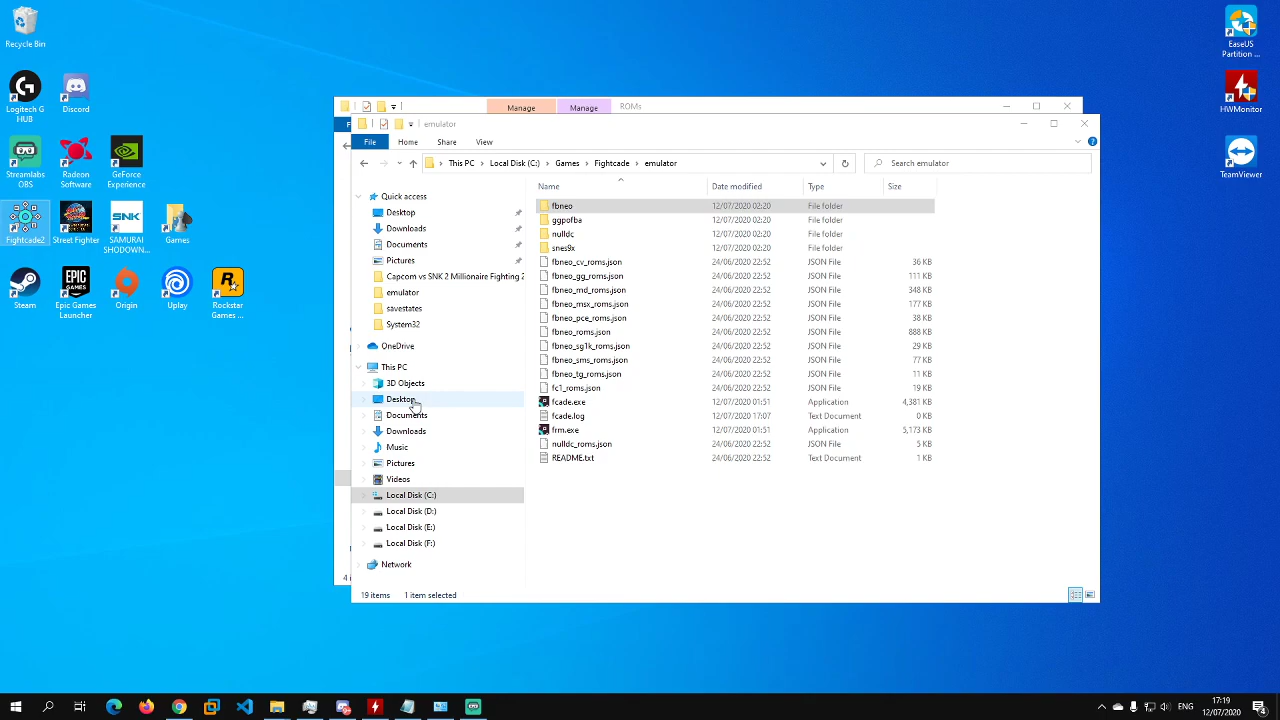 Recycle Bin
Logitech G
HUB
Discord
Streamlabs
OBS
Radeon
Software
GeForce
Experience
Fightcade2
Street Fighter
SAMURAI
SHODOWN...
Games
Steam
Epic Games
Launcher
Origin
Uplay
Rockstar
Games ...
EaseUS
Partition ...
HWMonitor
TeamViewer
Manage
Manage
ROMs
emulator
File
Home
Share
View
This PC
Local Disk (C:)
Games
Fightcade
emulator
Search emulator
Name
Date modified
Type
Size
Quick access
Desktop
Downloads
Documents
Pictures
Capcom vs SNK 2 Millionaire Fighting 2
emulator
savestates
System32
OneDrive
This PC
3D Objects
Desktop
Documents
Downloads
Music
Pictures
Videos
Local Disk (C:)
Local Disk (D:)
Local Disk (E:)
Local Disk (F:)
Network
fbneo 12/07/2020 02:20 File folder
ggpofba 12/07/2020 02:20 File folder
nulldc 12/07/2020 02:20 File folder
snes9x 12/07/2020 02:20 File folder
fbneo_cv_roms.json 24/06/2020 22:52 JSON File 36 KB
fbneo_gg_roms.json 24/06/2020 22:52 JSON File 111 KB
fbneo_md_roms.json 24/06/2020 22:52 JSON File 348 KB
fbneo_msx_roms.json 24/06/2020 22:52 JSON File 177 KB
fbneo_pce_roms.json 24/06/2020 22:52 JSON File 38 KB
fbneo_roms.json 24/06/2020 22:52 JSON File 888 KB
fbneo_sg1k_roms.json 24/06/2020 22:52 JSON File 29 KB
fbneo_sms_roms.json 24/06/2020 22:52 JSON File 77 KB
fbneo_tg_roms.json 24/06/2020 22:52 JSON File 11 KB
fc1_roms.json 24/06/2020 22:52 JSON File 19 KB
fcade.exe 12/07/2020 01:51 Application 4,381 KB
fcade.log 12/07/2020 17:07 Text Document 0 KB
frm.exe 12/07/2020 01:51 Application 5,173 KB
nulldc_roms.json 24/06/2020 22:52 JSON File 5 KB
README.txt 24/06/2020 22:52 Text Document 1 KB
4 i
19 items
1 item selected
ENG
17:19
12/07/2020